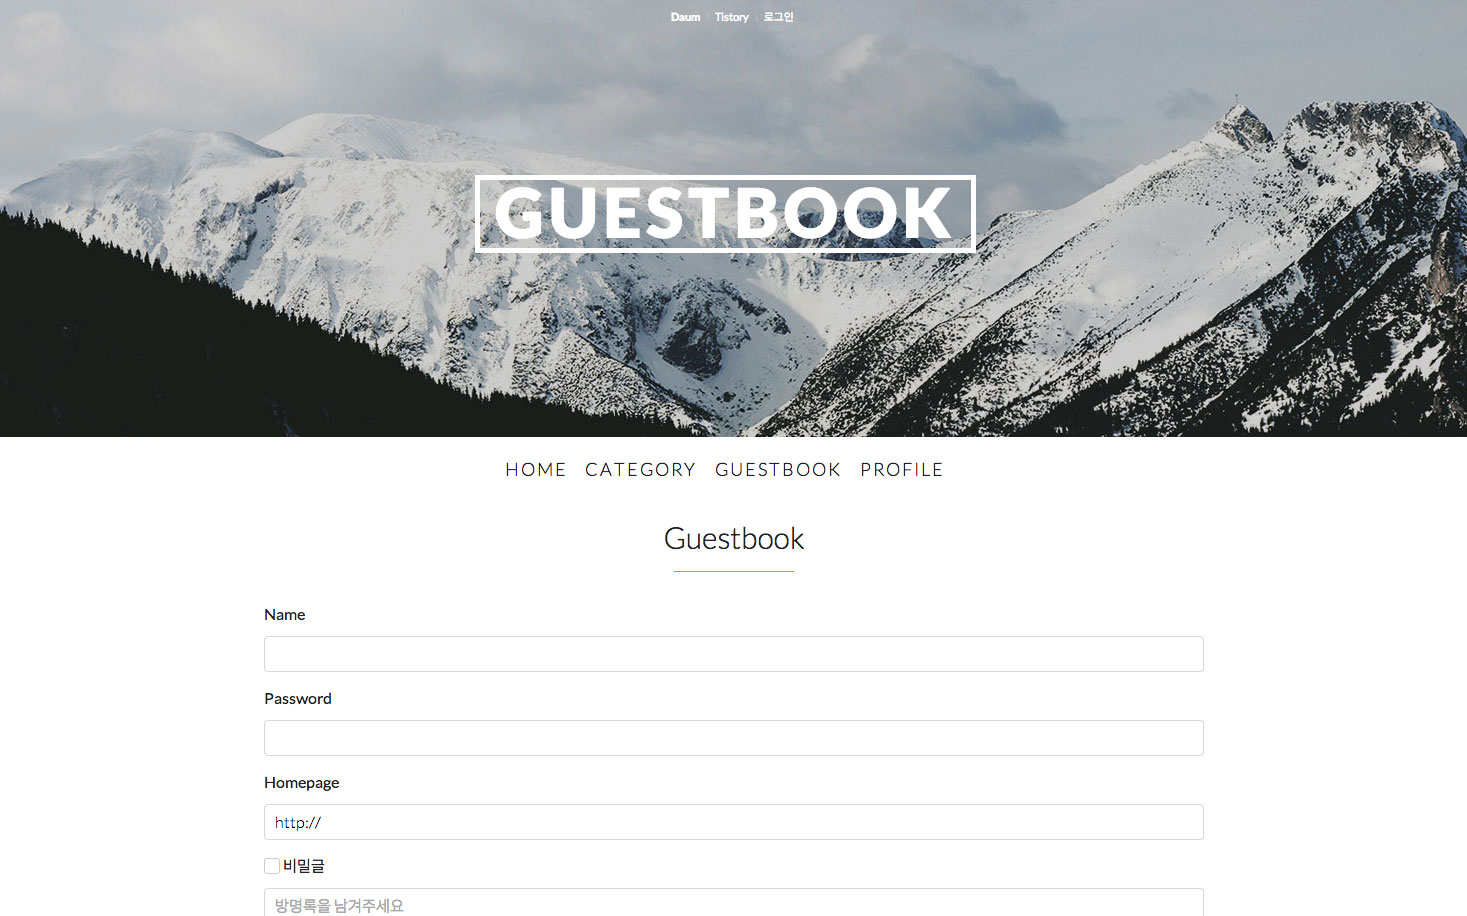 Daum | Tistory | 로그인
GUESTBOOK
HOME CATEGORY GUESTBOOK PROFILE
Guestbook
Name
Password
Homepage
http://
비밀글
방명록을 남겨주세요